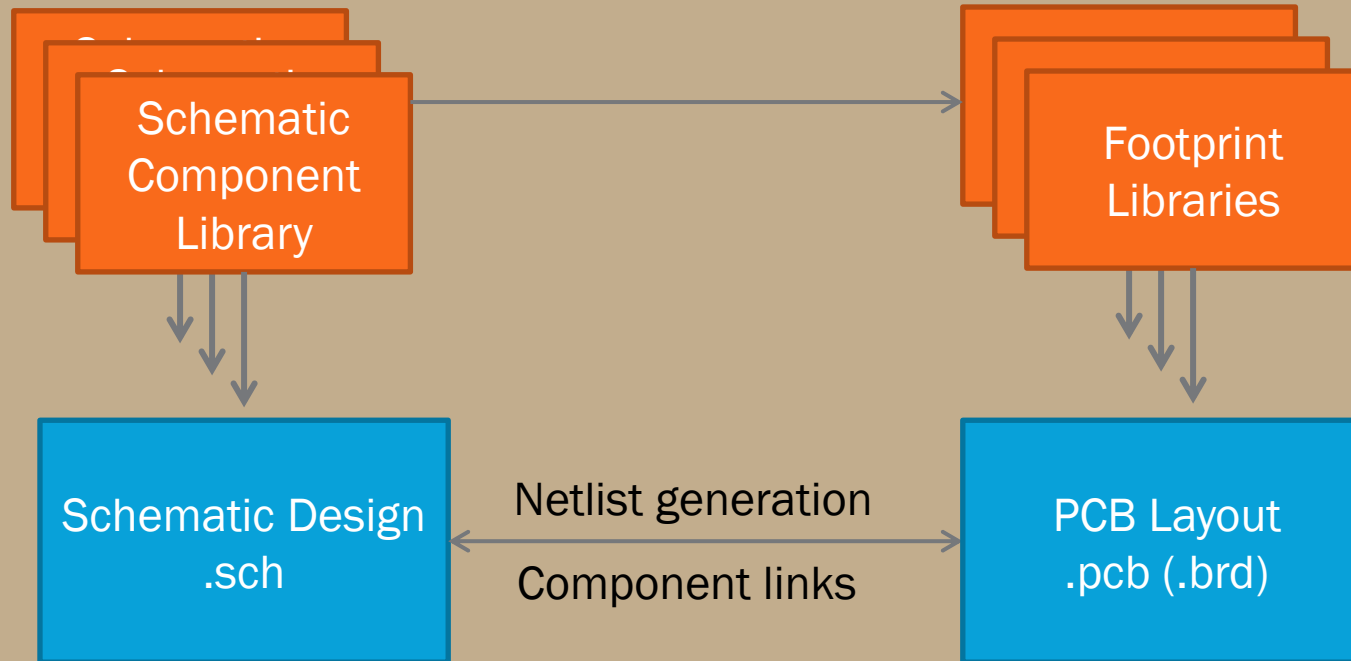 Schematic
Component
Library
Footprint
Libraries
Schematic Design
.sch
Netlist generation
Component links
PCB Layout
.pcb (.brd)